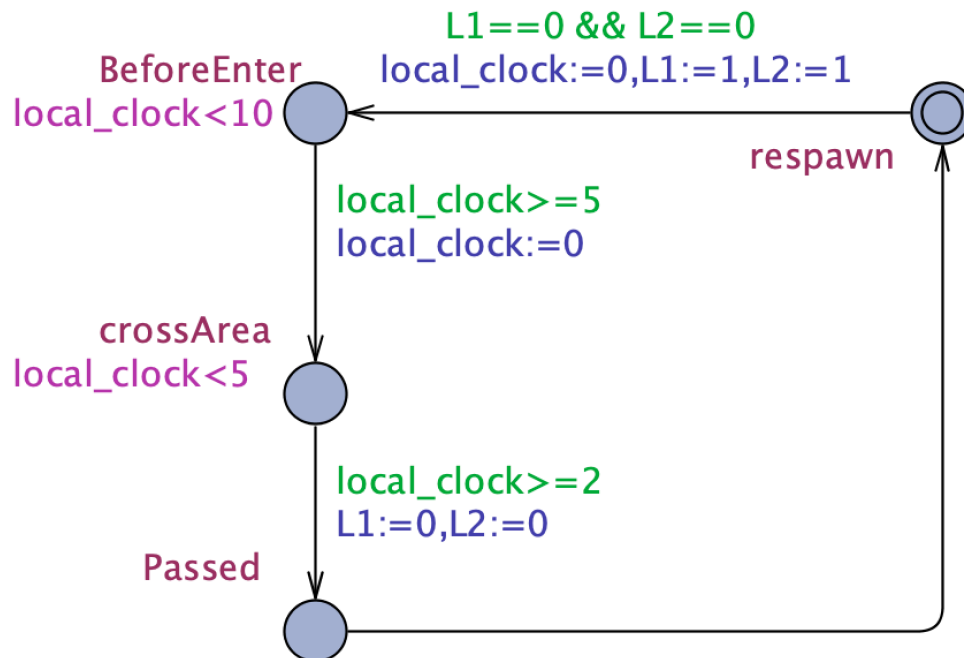 L1==0 && L2==0
local_clock:=0,L1:=1,L2:=1
BeforeEnter
local_clock<10
respawn
local_clock>=5
local_clock:=0
crossArea
local_clock<5
local_clock>=2
L1:=0,L2:=0
Passed